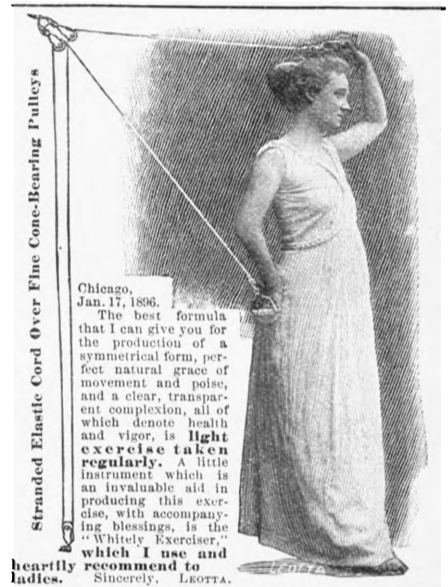 Stranded Elastic Cord Over Fine Cone-Bearing Pulleys
Chicago,
Jan. 17, 1896.
The best formula
that I can give you for
the production of a
symmetrical form, per-
fect natural grace of
movement and poise,
and a clear, transpar-
ent complexion, all of
which denote health
and vigor, is light
exercise taken
regularly. A little
instrument which is
an invaluable aid in
producing this exer-
cise, with accompany-
ing blessings, is the
"Whitely Exerciser,"
which I use and
heartily recommend to
ladies. Sincerely, LEOTTA.
LEOTTA